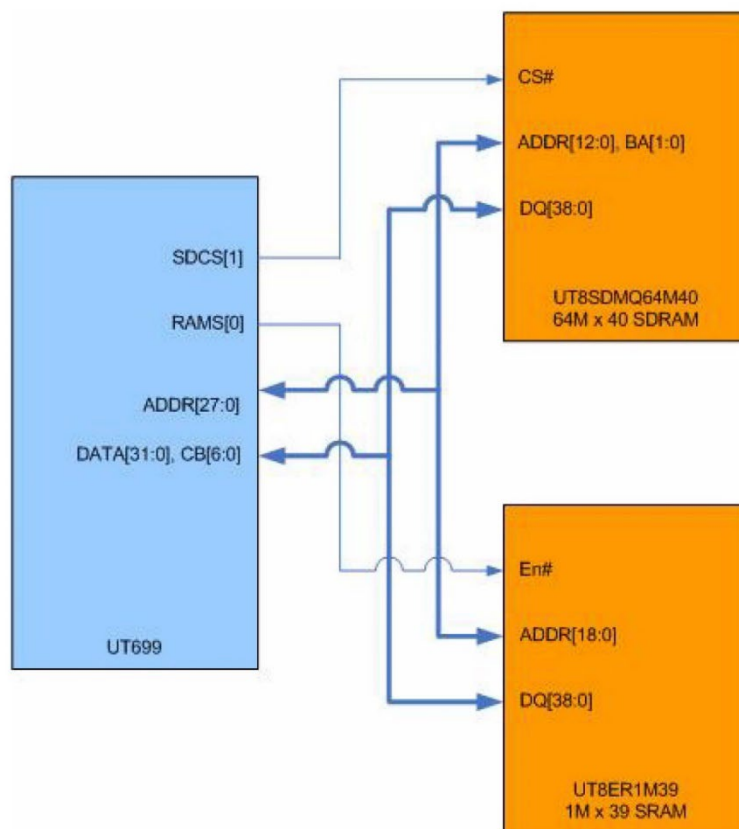 CS#
ADDR[12:0], BA[1:0]
DQ[38:0]
UT8SDMQ64M40
64M x 40 SDRAM
SDCS[1]
RAMS[0]
ADDR[27:0]
DATA[31:0], CB[6:0]
UT699
En#
ADDR[18:0]
DQ[38:0]
UT8ER1M39
1M x 39 SRAM